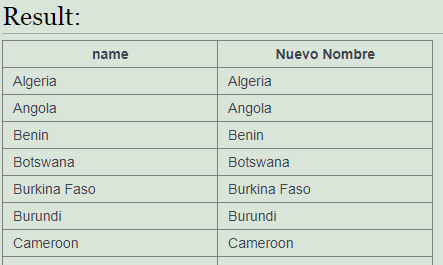 Result:
name Nuevo Nombre
Algeria Algeria
Angola Angola
Benin Benin
Botswana Botswana
Burkina Faso Burkina Faso
Burundi Burundi
Cameroon Cameroon